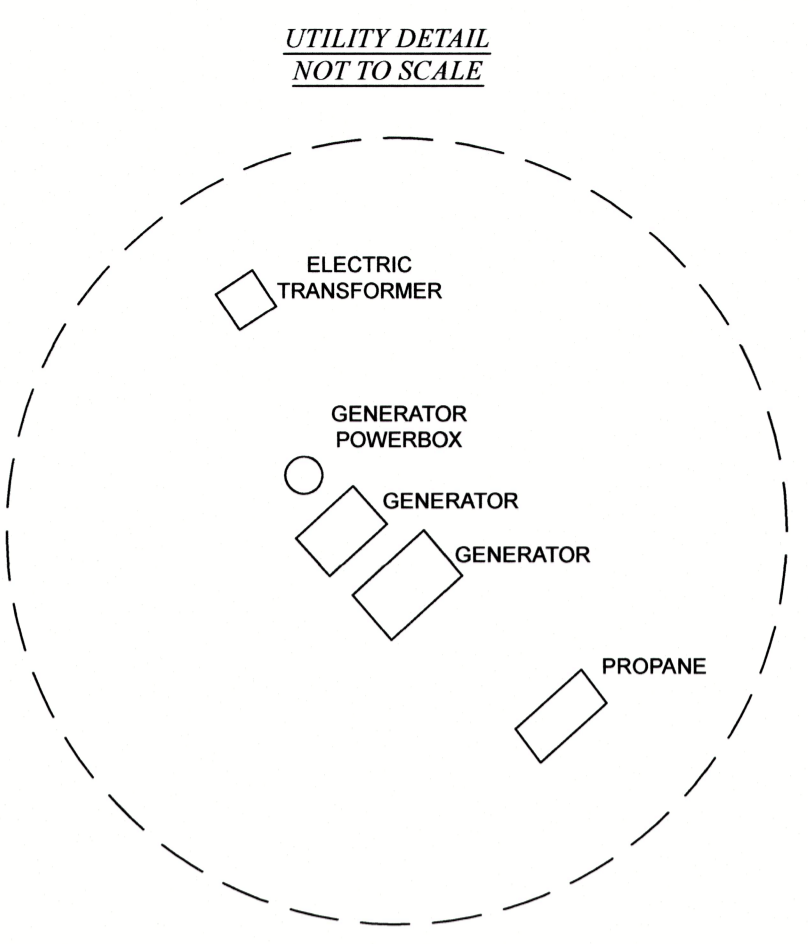 UTILITY DETAIL
NOT TO SCALE
ELECTRIC
TRANSFORMER
GENERATOR
POWERBOX
GENERATOR
GENERATOR
PROPANE